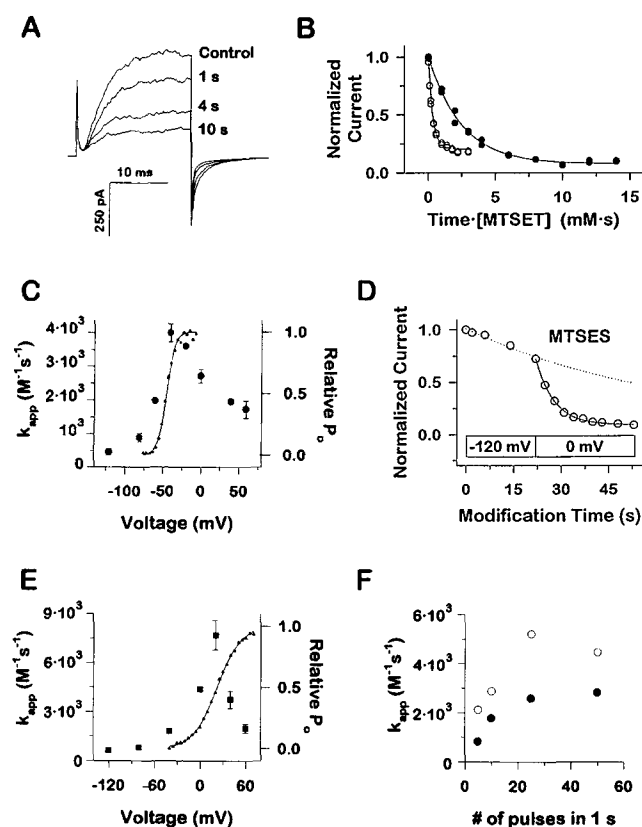 A
Control
1 s
4 s
10 s
10 ms
250 pA
B
Normalized
Current
1.0
0.5
0.0
0 5 10 15
Time·[MTSET] (mM·s)
C
k_app (M⁻¹s⁻¹)
4·10³
3·10³
2·10³
10³
0
1.0
0.5
0.0
Relative P_o
-100 -50 0 50
Voltage (mV)
D
MTSES
Normalized Current
1.0
0.5
0.0
-120 mV 0 mV
0 15 30 45
Modification Time (s)
E
k_app (M⁻¹s⁻¹)
9·10³
6·10³
3·10³
0
1.0
0.5
0.0
Relative P_o
-120 -60 0 60
Voltage (mV)
F
k_app (M⁻¹s⁻¹)
6·10³
4·10³
2·10³
0
0 20 40 60
# of pulses in 1 s